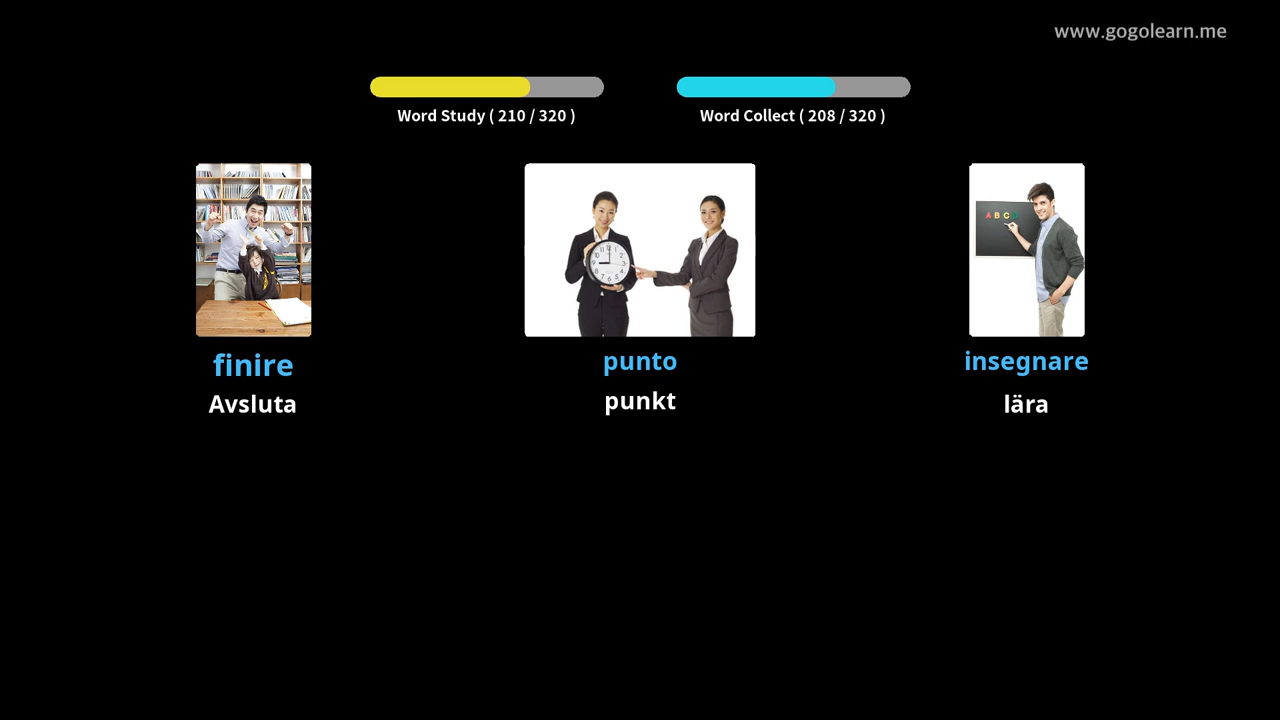 www.gogolearn.me
Word Study ( 210 / 320 )
Word Collect ( 208 / 320 )
A B C D
finire
punto
insegnare
Avsluta
punkt
lära